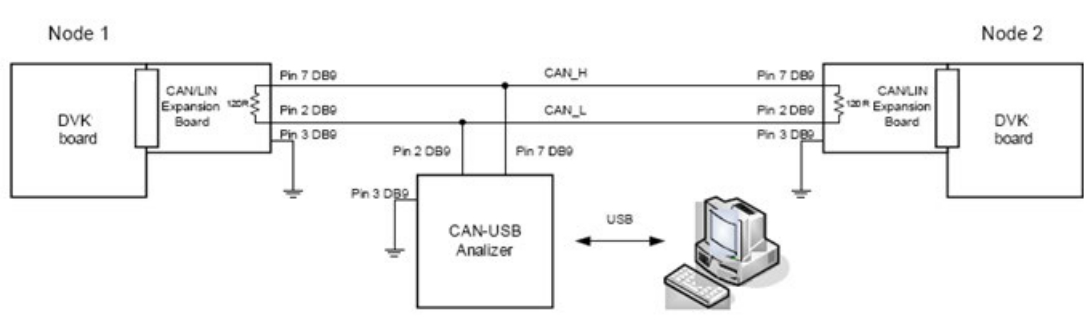 Node 1
Node 2
Pin 7 DB9
CAN_H
Pin 7 DB9
CAN/LIN
Expansion
Board
120R
CAN/LIN
Expansion
Board
120R
DVK
board
Pin 2 DB9
CAN_L
Pin 2 DB9
DVK
board
Pin 3 DB9
Pin 3 DB9
Pin 2 DB9
Pin 7 DB9
Pin 3 DB9
CAN-USB
Analizer
USB